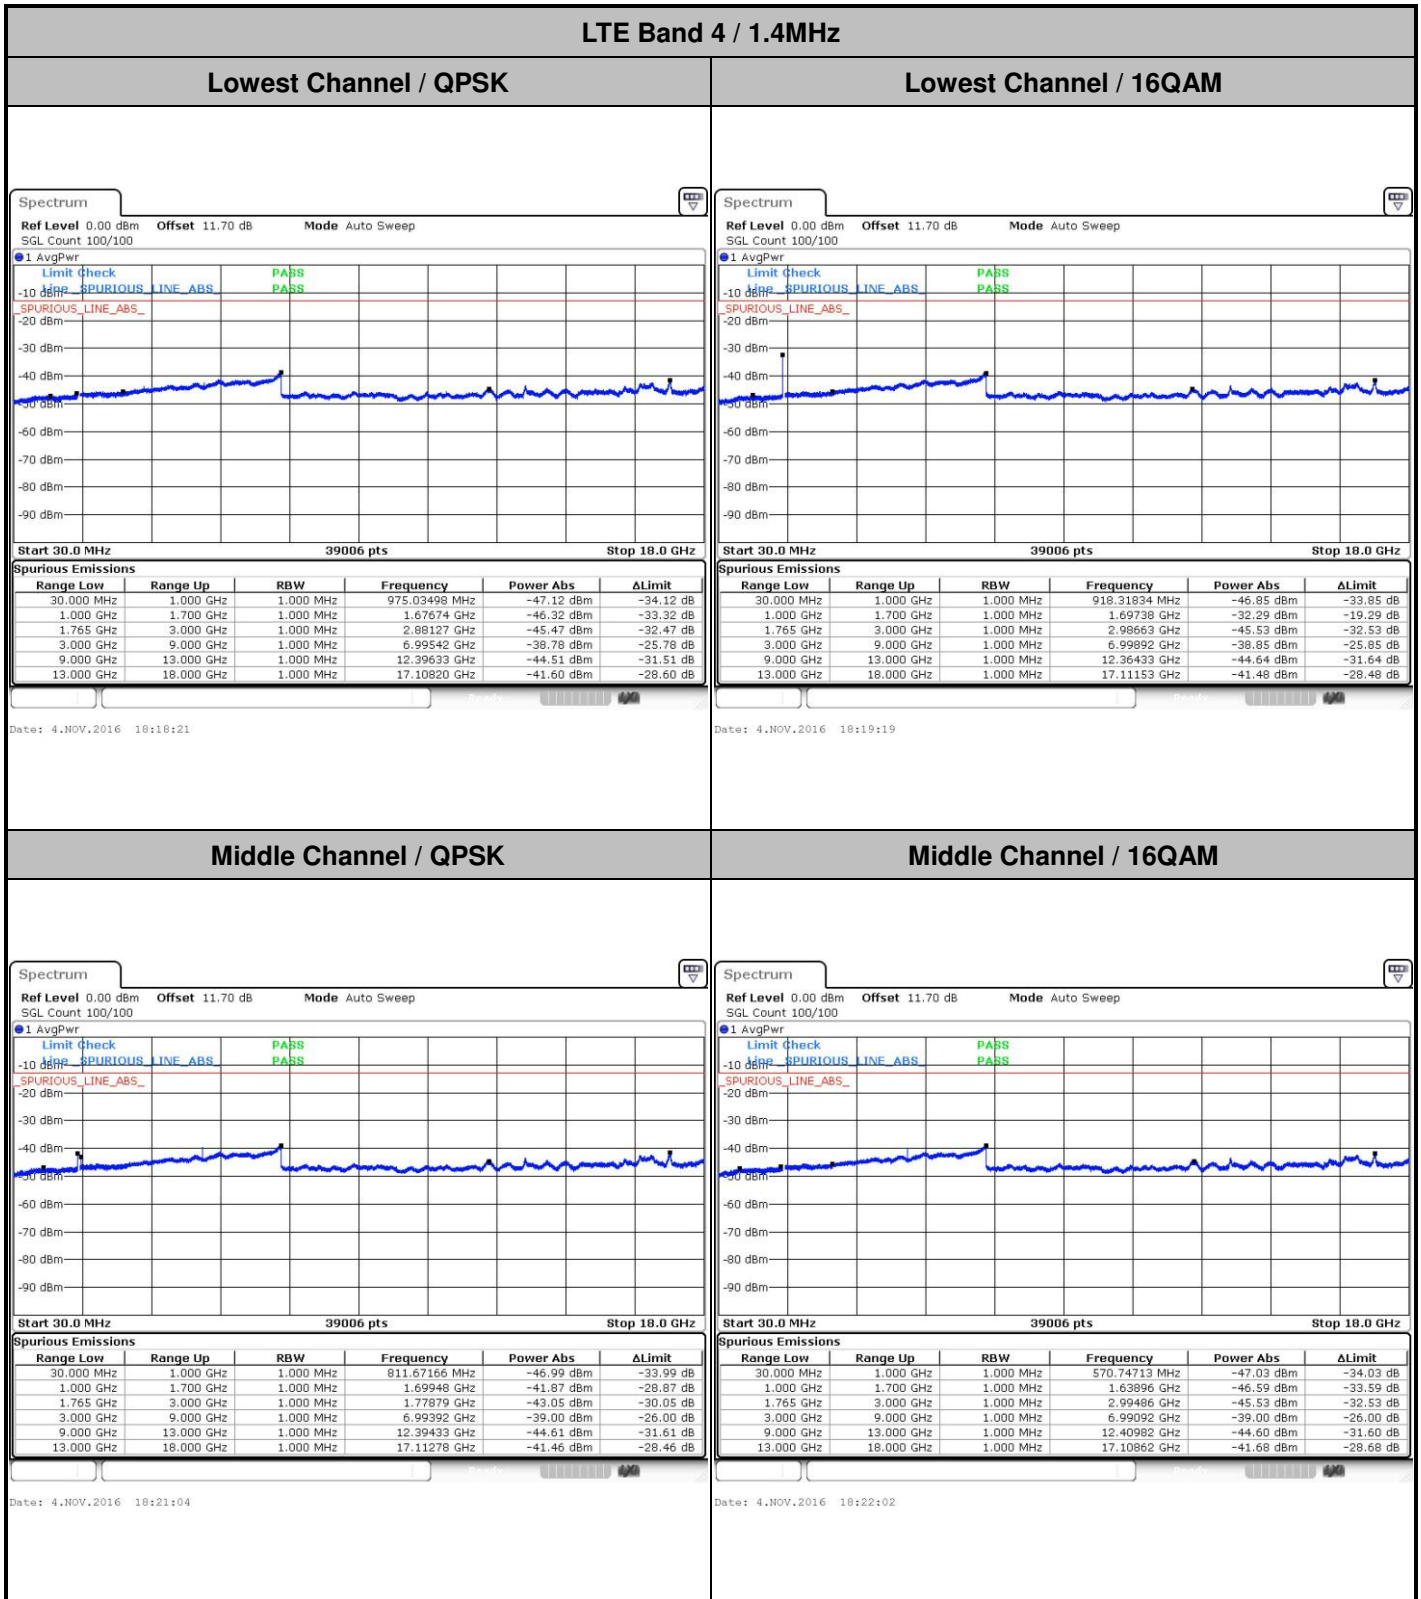 LTE Band 4 / 1.4MHz
Lowest Channel / QPSK
Lowest Channel / 16QAM
Spectrum
Ref Level 0.00 dBm Offset 11.70 dB Mode Auto Sweep
SGL Count 100/100
1 AvgPwr
Limit Check PASS
Line _SPURIOUS_LINE_ABS_ PASS
-10 dBm
_SPURIOUS_LINE_ABS_
-20 dBm
-30 dBm
-40 dBm
-50 dBm
-60 dBm
-70 dBm
-80 dBm
-90 dBm
Start 30.0 MHz 39006 pts Stop 18.0 GHz
Spurious Emissions
Range Low Range Up RBW Frequency Power Abs ΔLimit
30.000 MHz 1.000 GHz 1.000 MHz 975.03498 MHz -47.12 dBm -34.12 dB
1.000 GHz 1.700 GHz 1.000 MHz 1.67674 GHz -46.32 dBm -33.32 dB
1.765 GHz 3.000 GHz 1.000 MHz 2.88127 GHz -45.47 dBm -32.47 dB
3.000 GHz 9.000 GHz 1.000 MHz 6.99542 GHz -38.78 dBm -25.78 dB
9.000 GHz 13.000 GHz 1.000 MHz 12.39633 GHz -44.51 dBm -31.51 dB
13.000 GHz 18.000 GHz 1.000 MHz 17.10820 GHz -41.60 dBm -28.60 dB
Date: 4.NOV.2016 18:18:21
Spectrum
Ref Level 0.00 dBm Offset 11.70 dB Mode Auto Sweep
SGL Count 100/100
1 AvgPwr
Limit Check PASS
Line _SPURIOUS_LINE_ABS_ PASS
-10 dBm
_SPURIOUS_LINE_ABS_
-20 dBm
-30 dBm
-40 dBm
-50 dBm
-60 dBm
-70 dBm
-80 dBm
-90 dBm
Start 30.0 MHz 39006 pts Stop 18.0 GHz
Spurious Emissions
Range Low Range Up RBW Frequency Power Abs ΔLimit
30.000 MHz 1.000 GHz 1.000 MHz 918.31834 MHz -46.85 dBm -33.85 dB
1.000 GHz 1.700 GHz 1.000 MHz 1.69738 GHz -32.29 dBm -19.29 dB
1.765 GHz 3.000 GHz 1.000 MHz 2.98663 GHz -45.53 dBm -32.53 dB
3.000 GHz 9.000 GHz 1.000 MHz 6.99892 GHz -38.85 dBm -25.85 dB
9.000 GHz 13.000 GHz 1.000 MHz 12.36433 GHz -44.64 dBm -31.64 dB
13.000 GHz 18.000 GHz 1.000 MHz 17.11153 GHz -41.48 dBm -28.48 dB
Date: 4.NOV.2016 18:19:19
Middle Channel / QPSK
Middle Channel / 16QAM
Spectrum
Ref Level 0.00 dBm Offset 11.70 dB Mode Auto Sweep
SGL Count 100/100
1 AvgPwr
Limit Check PASS
Line _SPURIOUS_LINE_ABS_ PASS
-10 dBm
_SPURIOUS_LINE_ABS_
-20 dBm
-30 dBm
-40 dBm
-50 dBm
-60 dBm
-70 dBm
-80 dBm
-90 dBm
Start 30.0 MHz 39006 pts Stop 18.0 GHz
Spurious Emissions
Range Low Range Up RBW Frequency Power Abs ΔLimit
30.000 MHz 1.000 GHz 1.000 MHz 811.67166 MHz -46.99 dBm -33.99 dB
1.000 GHz 1.700 GHz 1.000 MHz 1.69948 GHz -41.87 dBm -28.87 dB
1.765 GHz 3.000 GHz 1.000 MHz 1.77879 GHz -43.05 dBm -30.05 dB
3.000 GHz 9.000 GHz 1.000 MHz 6.99392 GHz -39.00 dBm -26.00 dB
9.000 GHz 13.000 GHz 1.000 MHz 12.39433 GHz -44.61 dBm -31.61 dB
13.000 GHz 18.000 GHz 1.000 MHz 17.11278 GHz -41.46 dBm -28.46 dB
Date: 4.NOV.2016 18:21:04
Spectrum
Ref Level 0.00 dBm Offset 11.70 dB Mode Auto Sweep
SGL Count 100/100
1 AvgPwr
Limit Check PASS
Line _SPURIOUS_LINE_ABS_ PASS
-10 dBm
_SPURIOUS_LINE_ABS_
-20 dBm
-30 dBm
-40 dBm
-50 dBm
-60 dBm
-70 dBm
-80 dBm
-90 dBm
Start 30.0 MHz 39006 pts Stop 18.0 GHz
Spurious Emissions
Range Low Range Up RBW Frequency Power Abs ΔLimit
30.000 MHz 1.000 GHz 1.000 MHz 570.74713 MHz -47.03 dBm -34.03 dB
1.000 GHz 1.700 GHz 1.000 MHz 1.63896 GHz -46.59 dBm -33.59 dB
1.765 GHz 3.000 GHz 1.000 MHz 2.99486 GHz -45.53 dBm -32.53 dB
3.000 GHz 9.000 GHz 1.000 MHz 6.99092 GHz -39.00 dBm -26.00 dB
9.000 GHz 13.000 GHz 1.000 MHz 12.40982 GHz -44.60 dBm -31.60 dB
13.000 GHz 18.000 GHz 1.000 MHz 17.10862 GHz -41.68 dBm -28.68 dB
Date: 4.NOV.2016 18:22:02